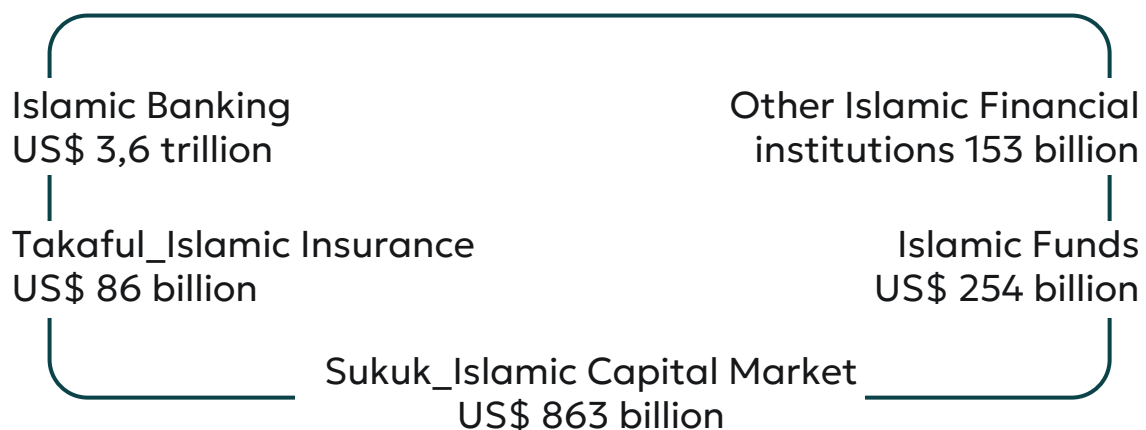 Islamic Banking
US$ 3,6 trillion
Other Islamic Financial
institutions 153 billion
Takaful_Islamic Insurance
US$ 86 billion
Islamic Funds
US$ 254 billion
Sukuk_Islamic Capital Market
US$ 863 billion